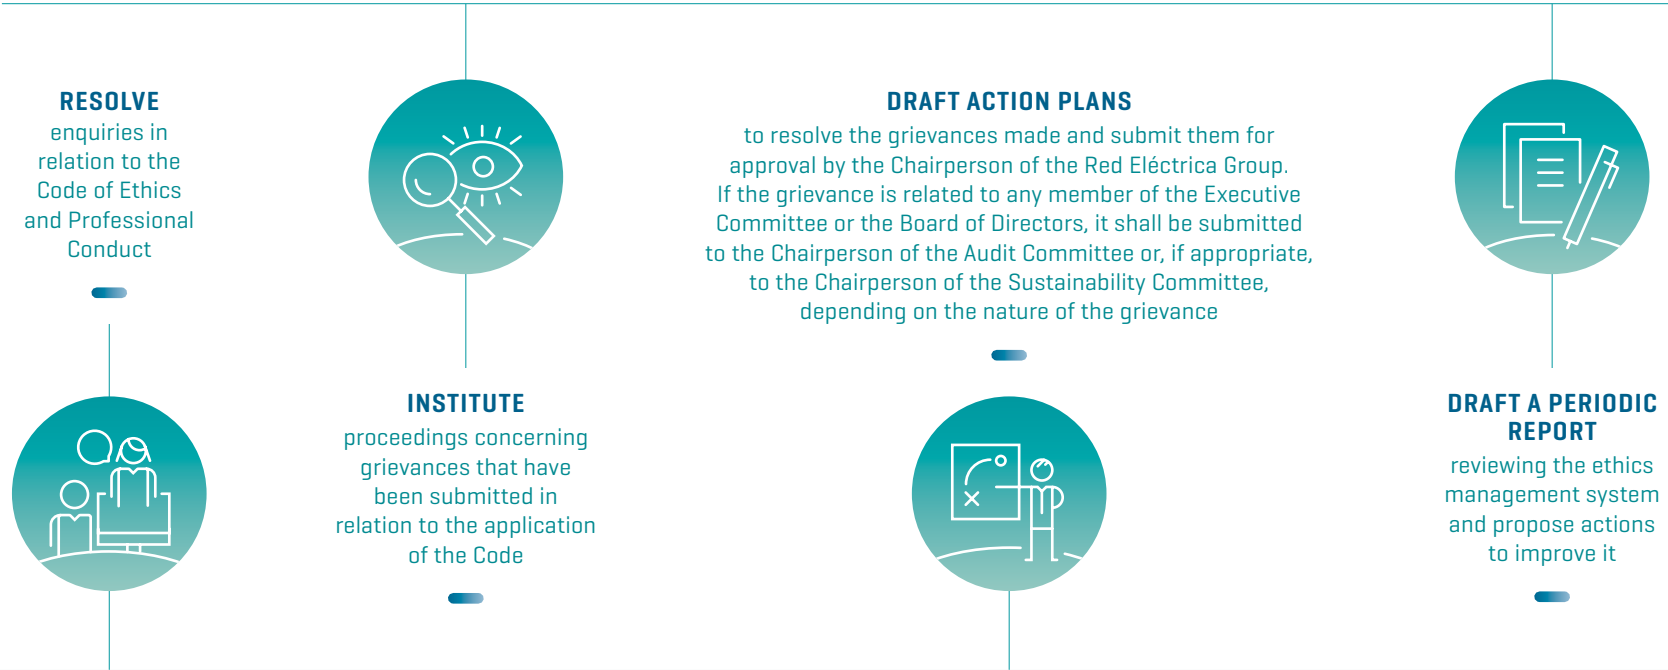 RESOLVE
enquiries in
relation to the
Code of Ethics
and Professional
Conduct
INSTITUTE
proceedings concerning
grievances that have
been submitted in
relation to the application
of the Code
DRAFT ACTION PLANS
to resolve the grievances made and submit them for
approval by the Chairperson of the Red Eléctrica Group.
If the grievance is related to any member of the Executive
Committee or the Board of Directors, it shall be submitted
to the Chairperson of the Audit Committee or, if appropriate,
to the Chairperson of the Sustainability Committee,
depending on the nature of the grievance
DRAFT A PERIODIC
REPORT
reviewing the ethics
management system
and propose actions
to improve it